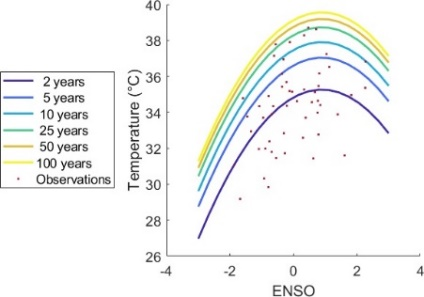 40
38
36
34
32
30
28
26
Temperature (°C)
-4
-2
0
2
4
ENSO
2 years
5 years
10 years
25 years
50 years
100 years
Observations